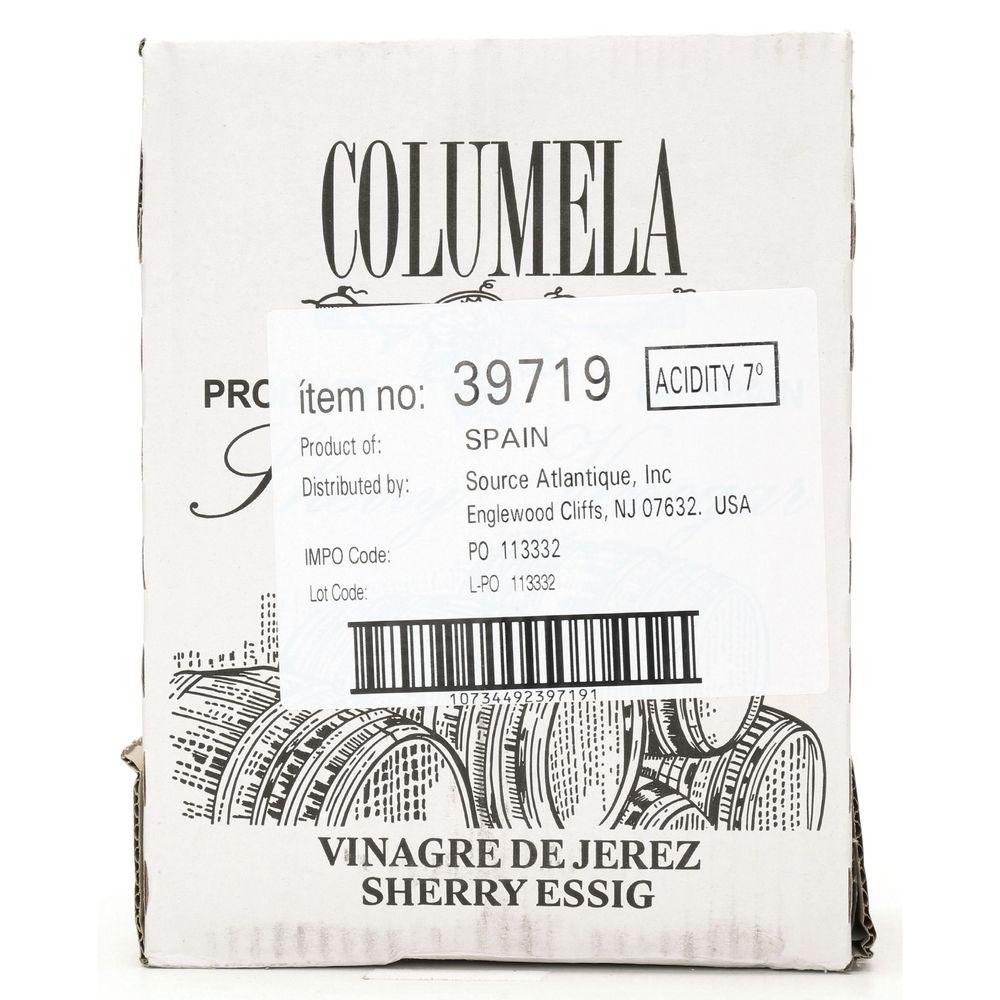 COLUMELA
PRO
ítem no: 39719
ACIDITY 7º
Product of: SPAIN
Distributed by: Source Atlantique, Inc
Englewood Cliffs, NJ 07632. USA
IMPO Code: PO 113332
Lot Code: L-PO 113332
10734492397191
VINAGRE DE JEREZ
SHERRY ESSIG